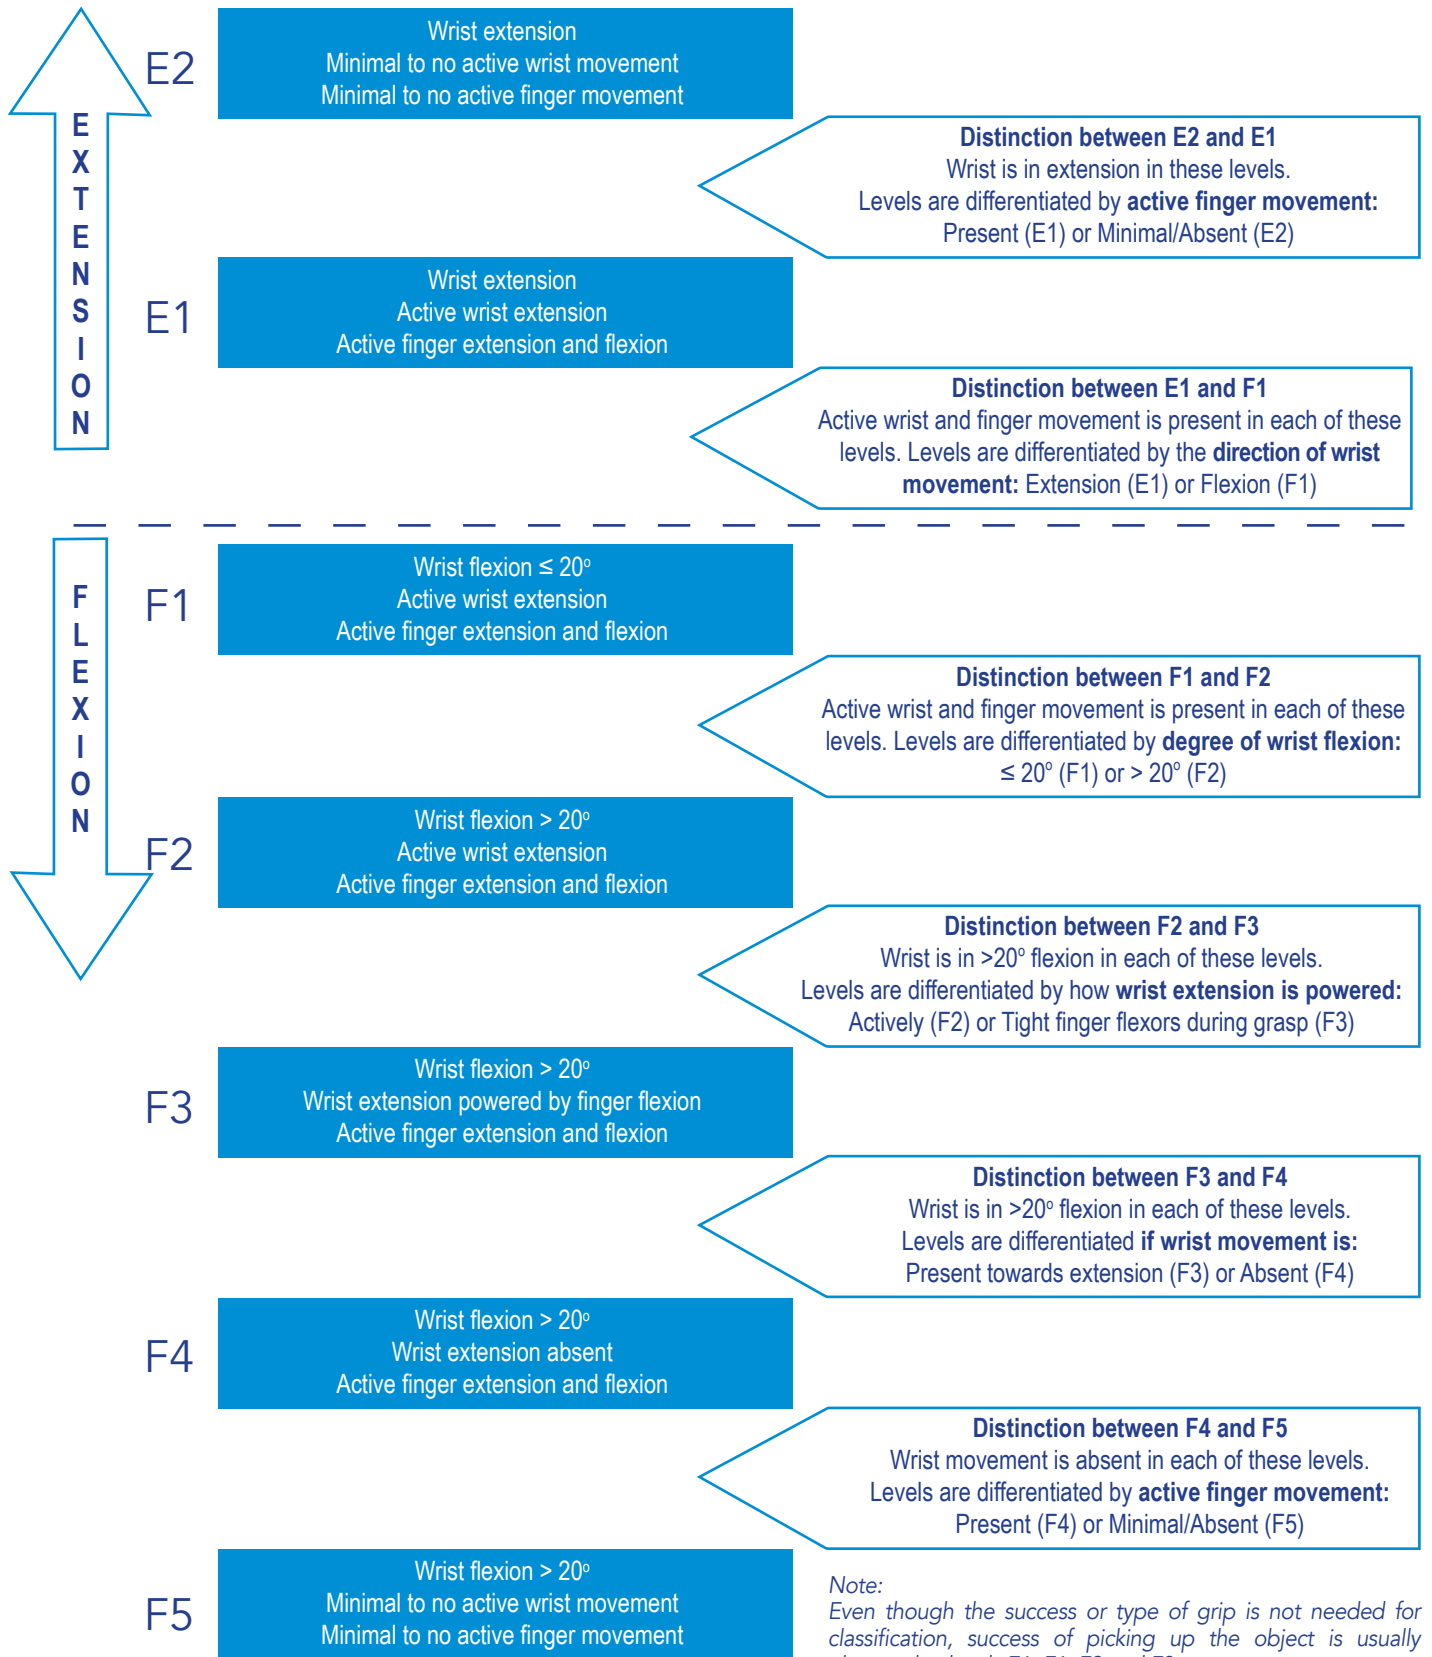 E2
Wrist extension
Minimal to no active wrist movement
Minimal to no active finger movement
EXTENSION
Distinction between E2 and E1
Wrist is in extension in these levels.
Levels are differentiated by active finger movement:
Present (E1) or Minimal/Absent (E2)
E1
Wrist extension
Active wrist extension
Active finger extension and flexion
Distinction between E1 and F1
Active wrist and finger movement is present in each of these
levels. Levels are differentiated by the direction of wrist
movement: Extension (E1) or Flexion (F1)
FLEXION
F1
Wrist flexion ≤ 20º
Active wrist extension
Active finger extension and flexion
Distinction between F1 and F2
Active wrist and finger movement is present in each of these
levels. Levels are differentiated by degree of wrist flexion:
≤ 20º (F1) or > 20º (F2)
F2
Wrist flexion > 20º
Active wrist extension
Active finger extension and flexion
Distinction between F2 and F3
Wrist is in >20º flexion in each of these levels.
Levels are differentiated by how wrist extension is powered:
Actively (F2) or Tight finger flexors during grasp (F3)
F3
Wrist flexion > 20º
Wrist extension powered by finger flexion
Active finger extension and flexion
Distinction between F3 and F4
Wrist is in >20º flexion in each of these levels.
Levels are differentiated if wrist movement is:
Present towards extension (F3) or Absent (F4)
F4
Wrist flexion > 20º
Wrist extension absent
Active finger extension and flexion
Distinction between F4 and F5
Wrist movement is absent in each of these levels.
Levels are differentiated by active finger movement:
Present (F4) or Minimal/Absent (F5)
F5
Wrist flexion > 20º
Minimal to no active wrist movement
Minimal to no active finger movement
Note:
Even though the success or type of grip is not needed for
classification, success of picking up the object is usually